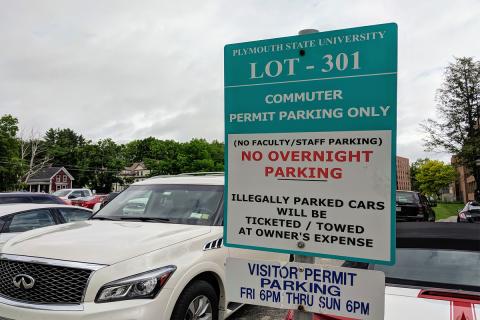 PLYMOUTH STATE UNIVERSITY
LOT - 301
COMMUTER
PERMIT PARKING ONLY
(NO FACULTY/STAFF PARKING)
NO OVERNIGHT
PARKING
ILLEGALLY PARKED CARS
WILL BE
TICKETED / TOWED
AT OWNER'S EXPENSE
VISITOR PERMIT
PARKING
FRI 6PM THRU SUN 6PM